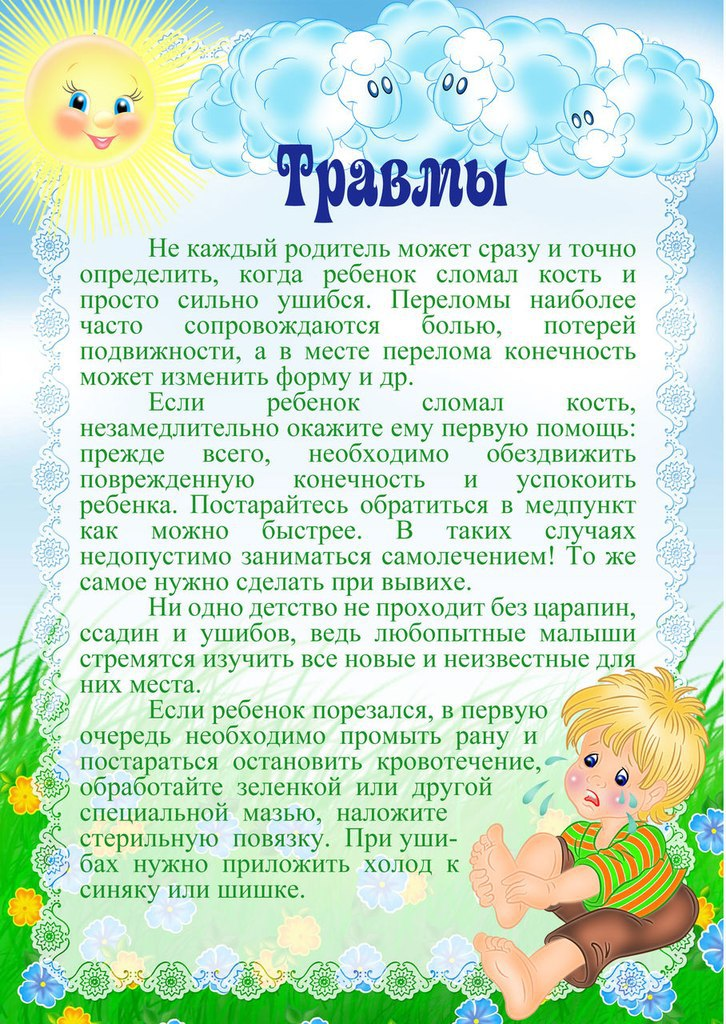 Травмы
Не каждый родитель может сразу и точно
определить, когда ребенок сломал кость и
просто сильно ушибся. Переломы наиболее
часто сопровождаются болью, потерей
подвижности, а в месте перелома конечность
может изменить форму и др.
Если ребенок сломал кость,
незамедлительно окажите ему первую помощь:
прежде всего, необходимо обездвижить
поврежденную конечность и успокоить
ребенка. Постарайтесь обратиться в медпункт
как можно быстрее. В таких случаях
недопустимо заниматься самолечением! То же
самое нужно сделать при вывихе.
Ни одно детство не проходит без царапин,
ссадин и ушибов, ведь любопытные малыши
стремятся изучить все новые и неизвестные для
них места.
Если ребенок порезался, в первую
очередь необходимо промыть рану и
постараться остановить кровотечение,
обработайте зеленкой или другой
специальной мазью, наложите
стерильную повязку. При уши-
бах нужно приложить холод к
синяку или шишке.